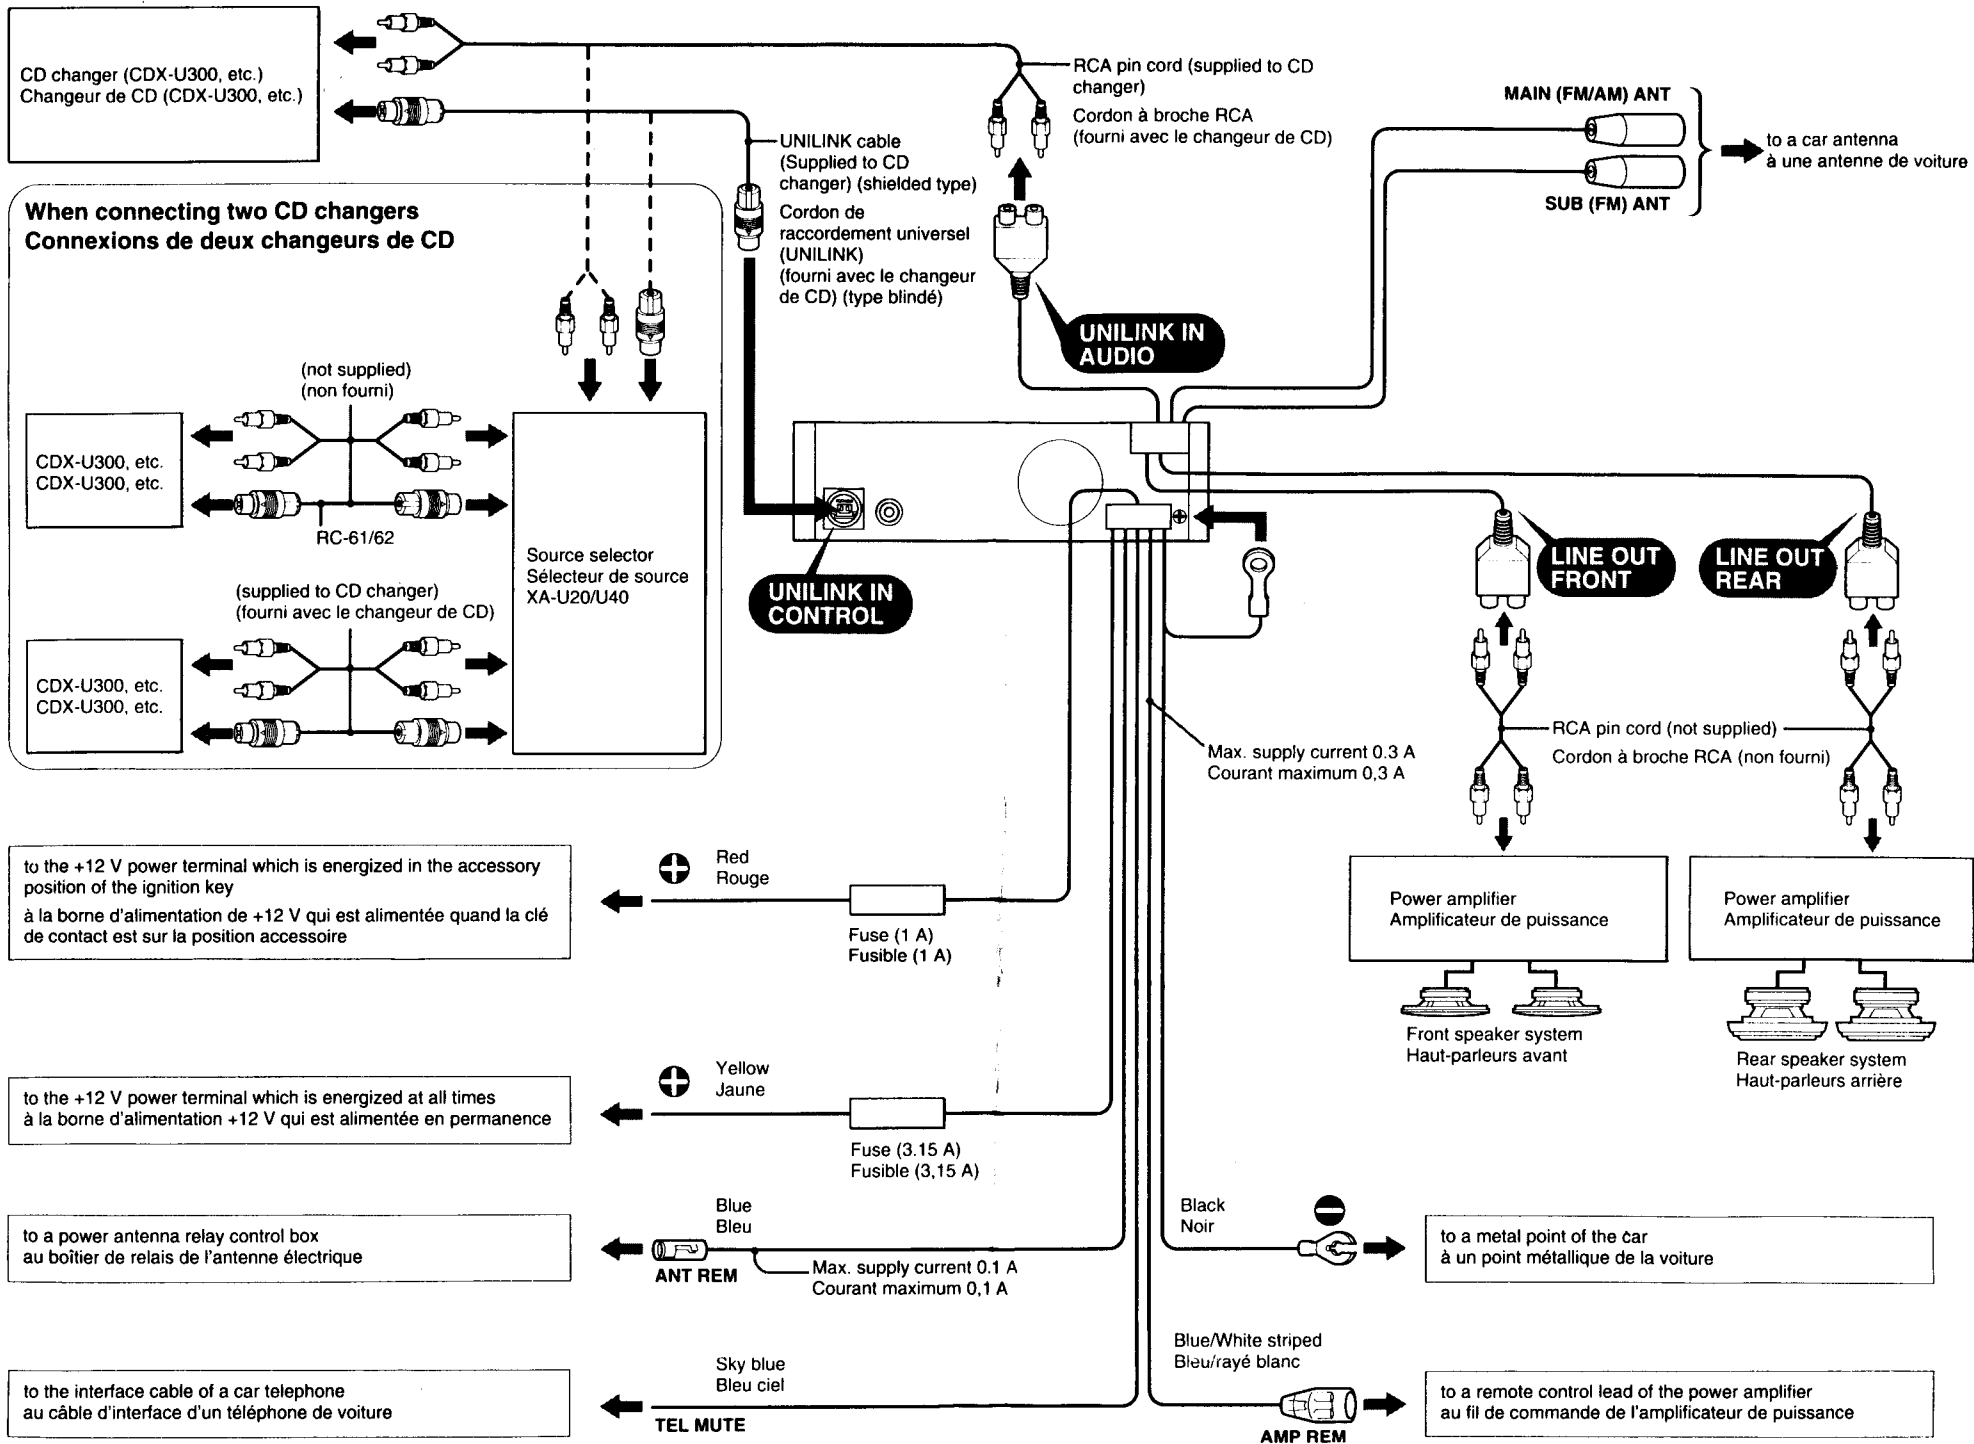 CD changer (CDX-U300, etc.)
Changeur de CD (CDX-U300, etc.)
RCA pin cord (supplied to CD
changer)
Cordon à broche RCA
(fourni avec le changeur de CD)
MAIN (FM/AM) ANT
SUB (FM) ANT
to a car antenna
à une antenne de voiture
UNILINK cable
(Supplied to CD
changer) (shielded type)
Cordon de
raccordement universel
(UNILINK)
(fourni avec le changeur
de CD) (type blindé)
UNILINK IN
AUDIO
When connecting two CD changers
Connexions de deux changeurs de CD
(not supplied)
(non fourni)
CDX-U300, etc.
CDX-U300, etc.
RC-61/62
(supplied to CD changer)
(fourni avec le changeur de CD)
CDX-U300, etc.
CDX-U300, etc.
Source selector
Sélecteur de source
XA-U20/U40
UNILINK IN
CONTROL
LINE OUT
FRONT
LINE OUT
REAR
RCA pin cord (not supplied)
Cordon à broche RCA (non fourni)
Max. supply current 0.3 A
Courant maximum 0,3 A
Power amplifier
Amplificateur de puissance
Front speaker system
Haut-parleurs avant
Power amplifier
Amplificateur de puissance
Rear speaker system
Haut-parleurs arrière
to the +12 V power terminal which is energized in the accessory
position of the ignition key
à la borne d'alimentation de +12 V qui est alimentée quand la clé
de contact est sur la position accessoire
Red
Rouge
Fuse (1 A)
Fusible (1 A)
to the +12 V power terminal which is energized at all times
à la borne d'alimentation +12 V qui est alimentée en permanence
Yellow
Jaune
Fuse (3.15 A)
Fusible (3,15 A)
to a power antenna relay control box
au boîtier de relais de l'antenne électrique
Blue
Bleu
ANT REM
Max. supply current 0.1 A
Courant maximum 0,1 A
Black
Noir
to a metal point of the car
à un point métallique de la voiture
to the interface cable of a car telephone
au câble d'interface d'un téléphone de voiture
Sky blue
Bleu ciel
TEL MUTE
Blue/White striped
Bleu/rayé blanc
AMP REM
to a remote control lead of the power amplifier
au fil de commande de l'amplificateur de puissance